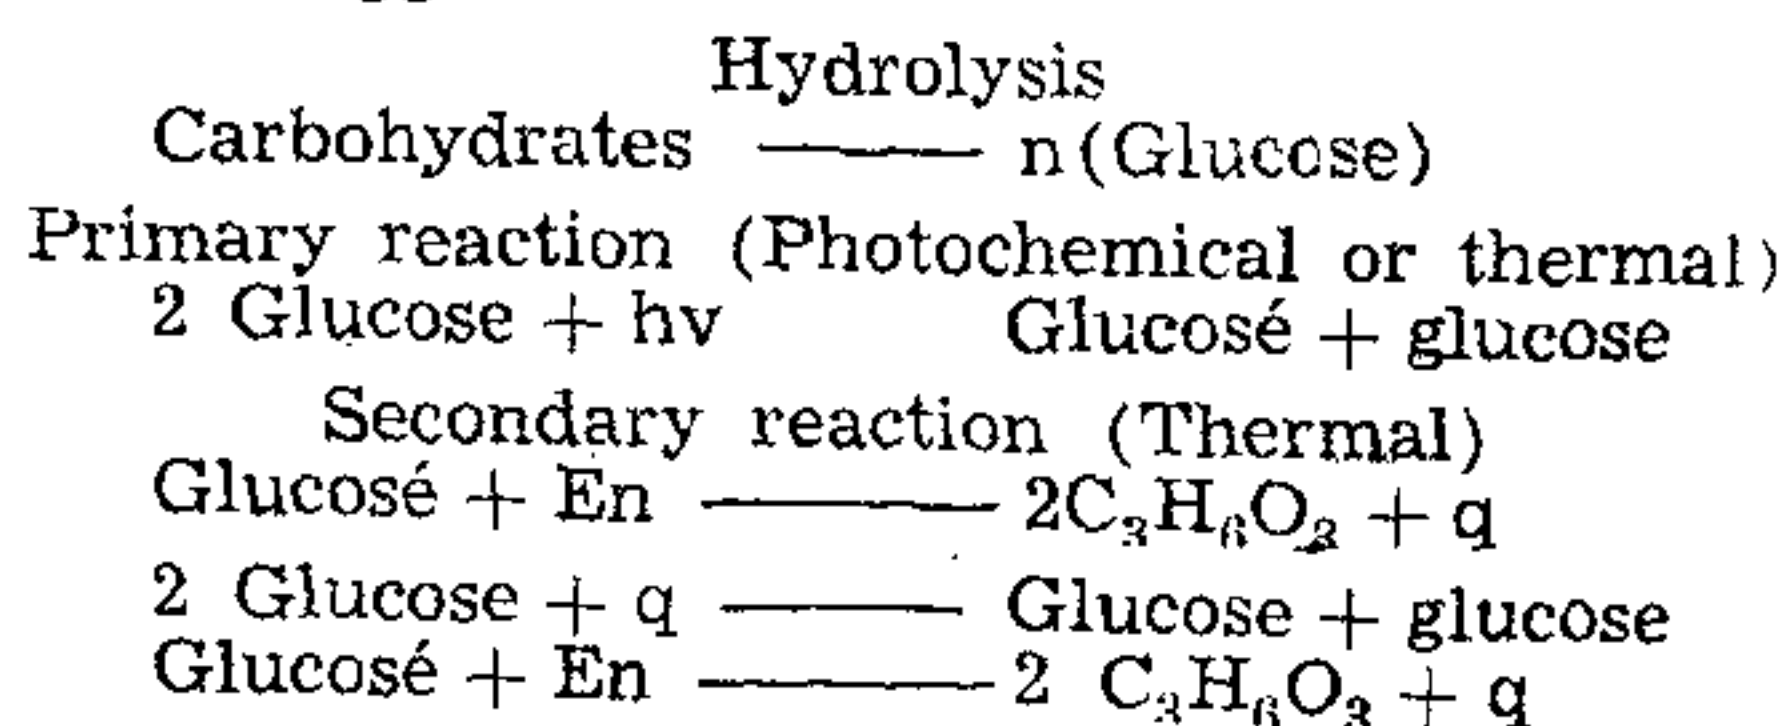 Hydrolysis
Carbohydrates —— n(Glucose)
Primary reaction (Photochemical or thermal)
2 Glucose + hv Glucosé + glucose
Secondary reaction (Thermal)
Glucosé + En ——— 2C₃H₆O₃ + q
2 Glucose + q —— Glucose + glucose
Glucosé + En ——— 2 C₃H₆O₃ + q